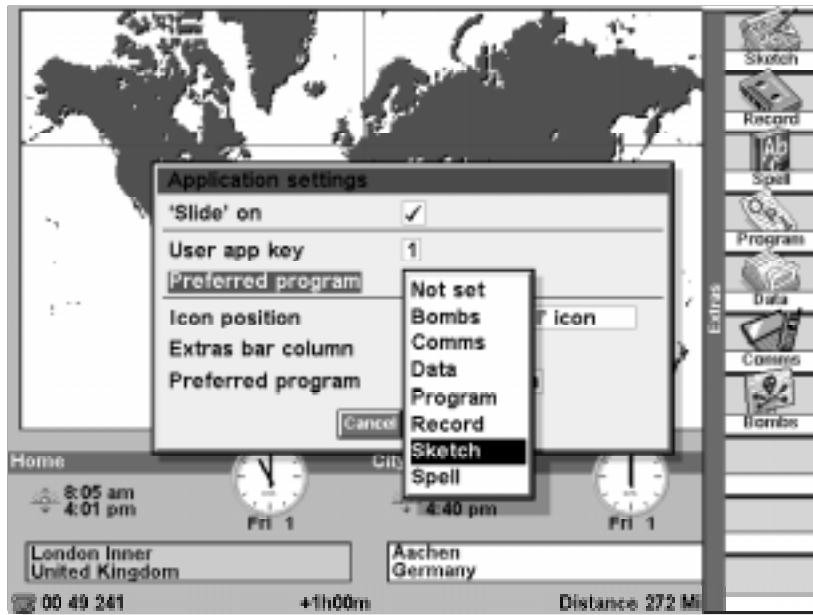 Application settings
'Slide' on
User app key
1
Preferred program
Icon position
l' icon
Extras bar column
Preferred program
Cancel
Not set
Bombs
Comms
Data
Program
Record
Sketch
Spell
Extras
Sketch
Record
Spell
Program
Data
Comms
Bombs
Home
8:05 am
4:01 pm
Fri 1
London Inner
United Kingdom
City
4:40 pm
Fri 1
Aachen
Germany
00 49 241
+1h00m
Distance 272 Mi